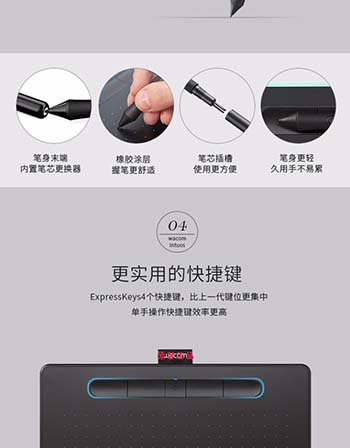 笔身末端
内置笔芯更换器
橡胶涂层
握笔更舒适
笔芯插槽
使用更方便
笔身更轻
久用手不易累
04
wacom
intuos
更实用的快捷键
ExpressKeys4个快捷键，比上一代键位更集中
单手操作快捷键效率更高
wacom